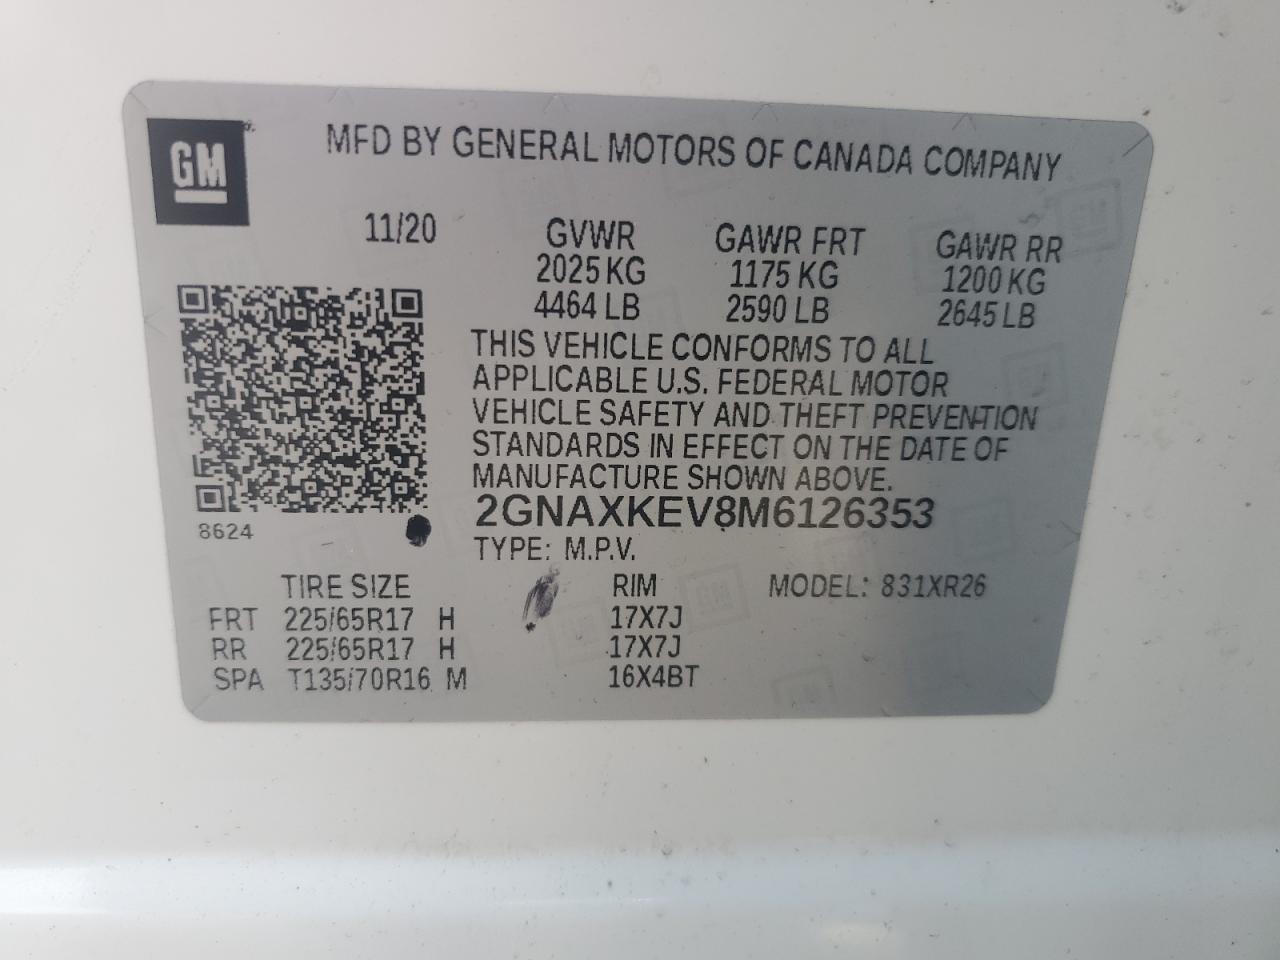 GM
MFD BY GENERAL MOTORS OF CANADA COMPANY
11/20 GVWR GAWR FRT GAWR RR
2025 KG 1175 KG 1200 KG
4464 LB 2590 LB 2645 LB
THIS VEHICLE CONFORMS TO ALL
APPLICABLE U.S. FEDERAL MOTOR
VEHICLE SAFETY AND THEFT PREVENTION
STANDARDS IN EFFECT ON THE DATE OF
MANUFACTURE SHOWN ABOVE.
8624 2GNAXKEV8M6126353
TYPE: M.P.V.
TIRE SIZE RIM MODEL: 831XR26
FRT 225/65R17 H 17X7J
RR 225/65R17 H 17X7J
SPA T135/70R16 M 16X4BT